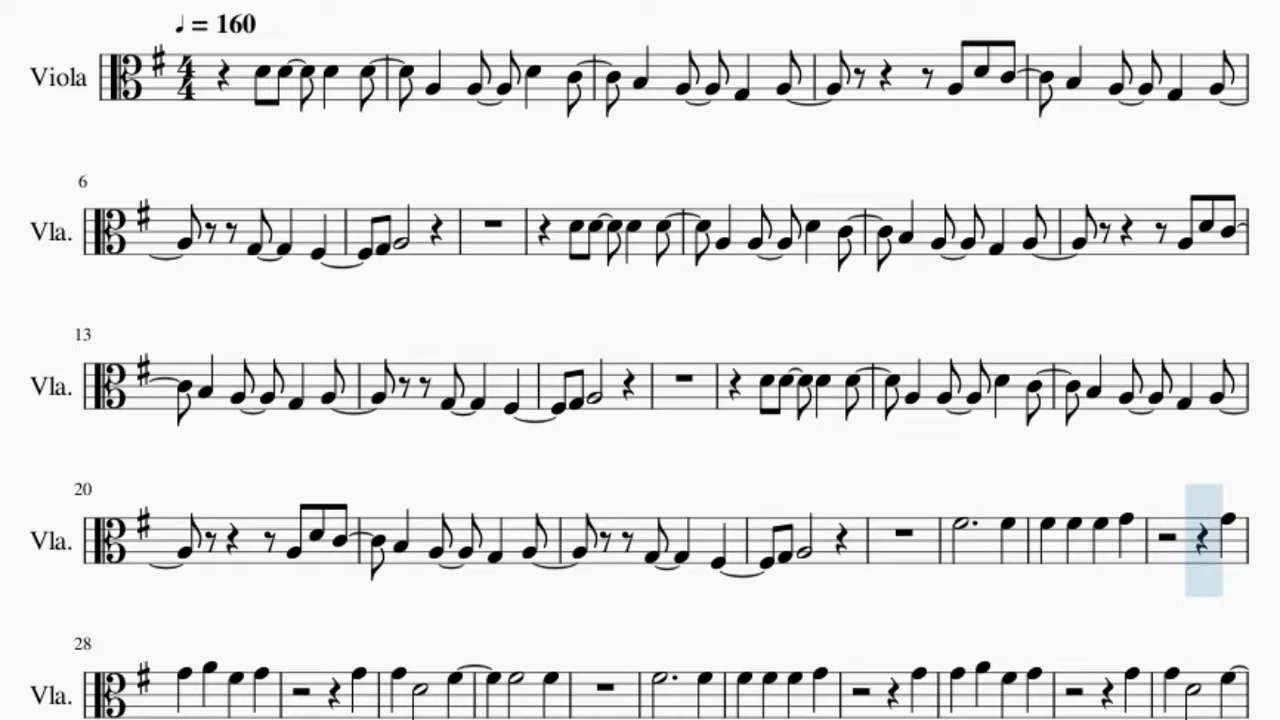 ♩ = 160
Viola 4/4
6
Vla.
13
Vla.
20
Vla.
28
Vla.